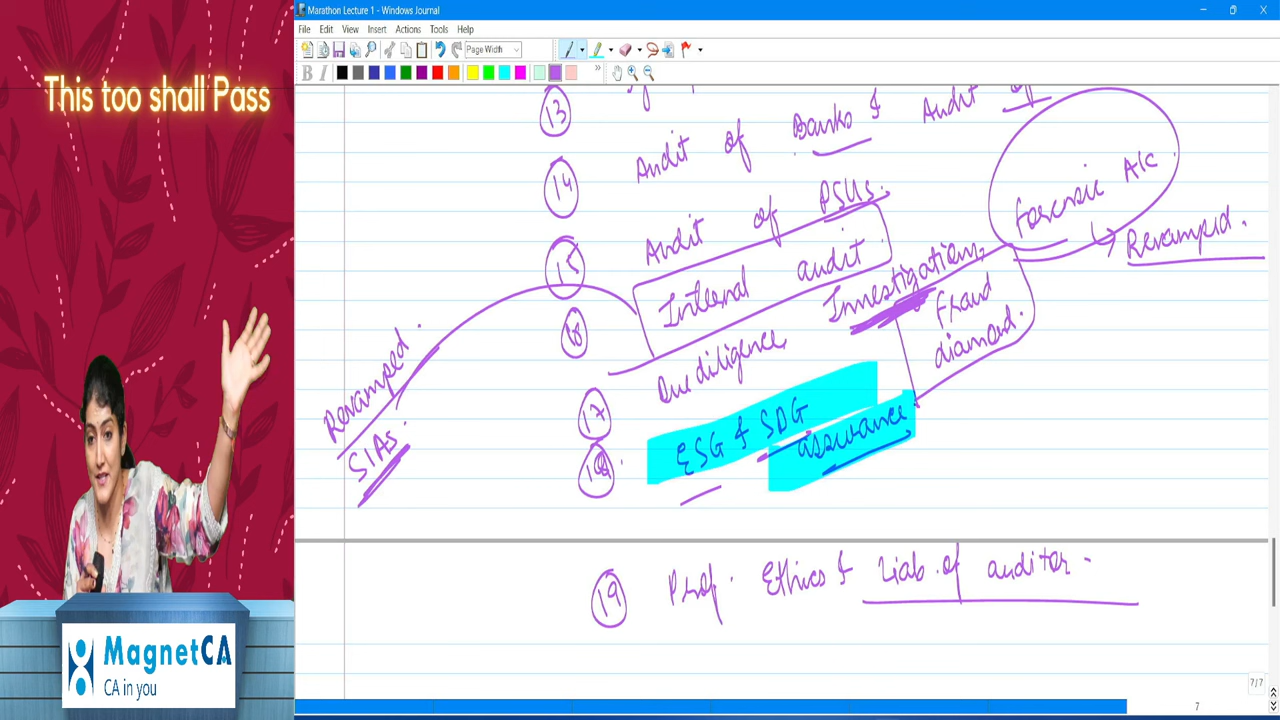 Marathon Lecture 1 - Windows Journal
File Edit View Insert Actions Tools Help
This too shall Pass
Page Width
B I
13
14 Audit of Banks & Audit of
15 Audit of PSUs.
16 Internal audit
17 Due diligence, Investigations, Forensic A/c
Revamped.
Fraud
diamond.
Revamped
SIAs.
18 ESG & SDG
assurance
19 Prof. Ethics & Liab. of auditor
MagnetCA
CA in you
7/7
7